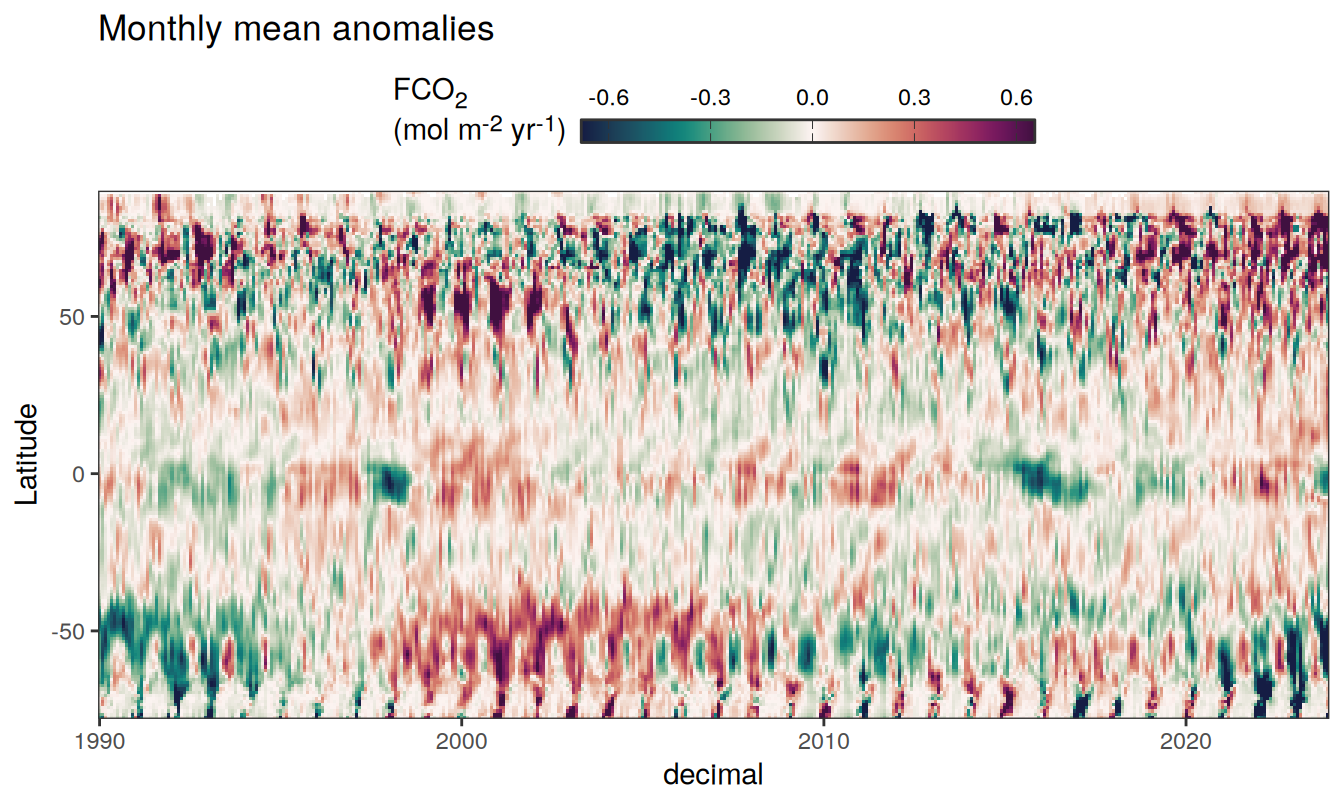 Monthly mean anomalies
FCO₂
(mol m⁻² yr⁻¹)
-0.6 -0.3 0.0 0.3 0.6
Latitude
50
0
-50
1990 2000 2010 2020
decimal